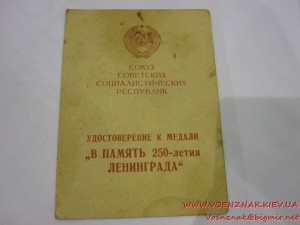 СОЮЗ
СОВЕТСКИХ
СОЦИАЛИСТИЧЕСКИХ
РЕСПУБЛИК
УДОСТОВЕРЕНИЕ К МЕДАЛИ
„В ПАМЯТЬ 250-летия
ЛЕНИНГРАДА"
WWW.VOENZNAK.KIEV.UA
Voenznak@bigmir.net